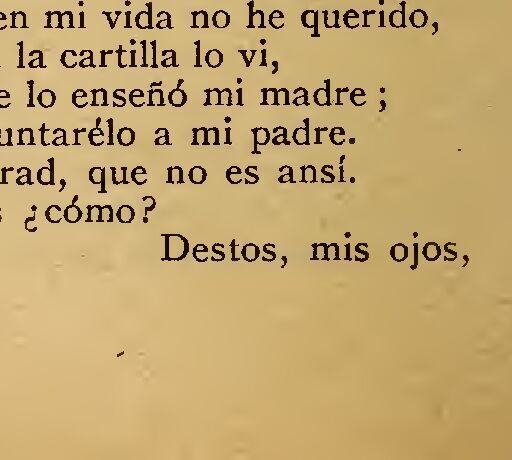 en mi vida no he querido,
la cartilla lo vi,
lo enseñó mi madre ;
untarélo a mi padre.
rad, que no es ansí.
¿cómo?
Destos, mis ojos,